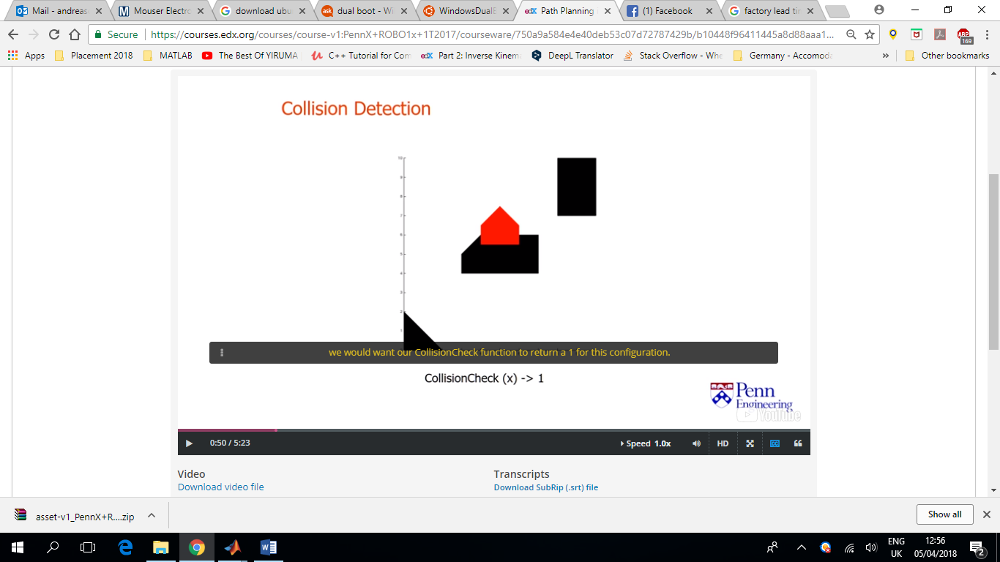 Mail - andreas
Mouser Electro
download ubu
dual boot - Wi
WindowsDualB
Path Planning
(1) Facebook
factory lead tim
Secure
https://courses.edx.org/courses/course-v1:PennX+ROBO1x+1T2017/courseware/750a9a584e4e40deb53c07d72787429b/b10448f96411445a8d88aaa1...
ABP
169
Apps
Placement 2018
MATLAB
The Best Of YIRUMA
C++ Tutorial for Com
Part 2: Inverse Kinema
DeepL Translator
Stack Overflow - Whe
Germany - Accomoda
Other bookmarks
Collision Detection
10
9
8
7
6
5
4
3
2
1
we would want our CollisionCheck function to return a 1 for this configuration.
CollisionCheck (x) -> 1
Penn
Engineering
YouTube
0:50 / 5:23
Speed 1.0x
HD
CC
Video
Download video file
Transcripts
Download SubRip (.srt) file
asset-v1_PennX+R....zip
Show all
ENG
UK
12:56
05/04/2018
2